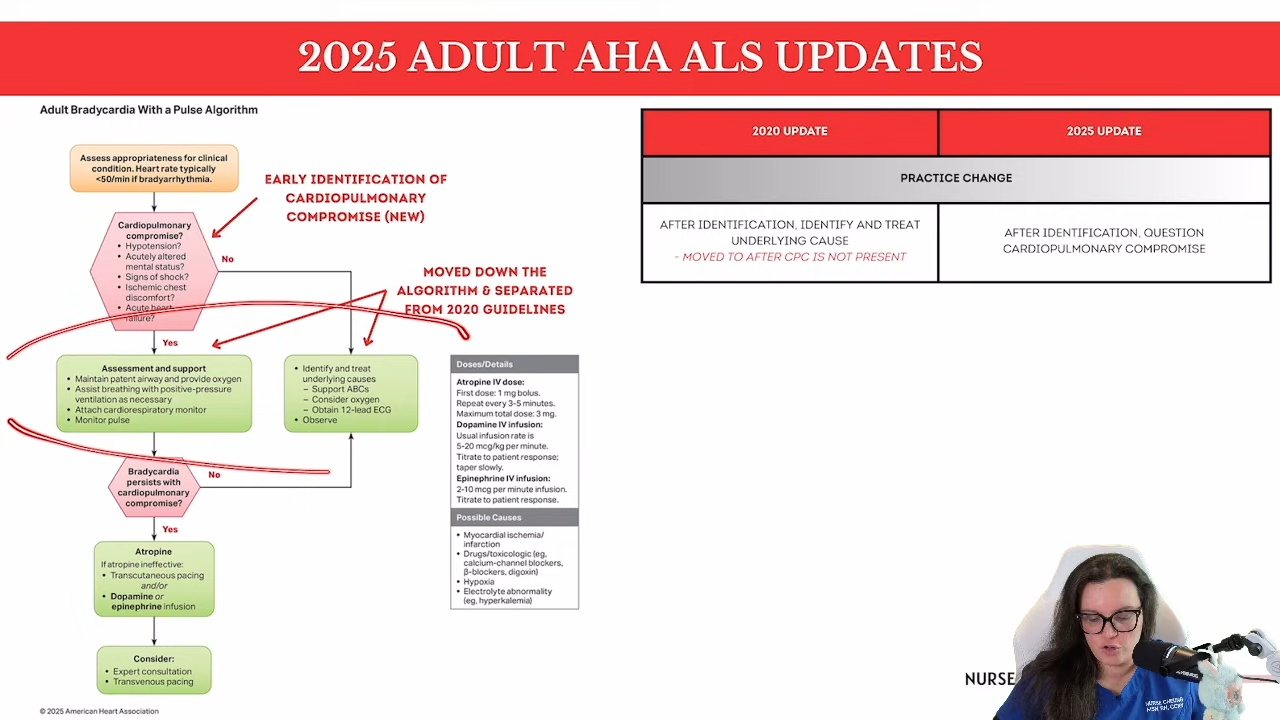 2025 ADULT AHA ALS UPDATES
Adult Bradycardia With a Pulse Algorithm
Assess appropriateness for clinical
condition. Heart rate typically
<50/min if bradyarrhythmia.
EARLY IDENTIFICATION OF
CARDIOPULMONARY
COMPROMISE (NEW)
Cardiopulmonary
compromise?
• Hypotension?
• Acutely altered
mental status?
• Signs of shock?
• Ischemic chest
discomfort?
• Acute heart
failure?
No
MOVED DOWN THE
ALGORITHM & SEPARATED
FROM 2020 GUIDELINES
Yes
Assessment and support
• Maintain patent airway and provide oxygen
• Assist breathing with positive-pressure
ventilation as necessary
• Attach cardiorespiratory monitor
• Monitor pulse
• Identify and treat
underlying causes
– Support ABCs
– Consider oxygen
– Obtain 12-lead ECG
• Observe
Bradycardia
persists with
cardiopulmonary
compromise?
No
Yes
Atropine
If atropine ineffective:
• Transcutaneous pacing
and/or
• Dopamine or
epinephrine infusion
Consider:
• Expert consultation
• Transvenous pacing
Doses/Details
Atropine IV dose:
First dose: 1 mg bolus.
Repeat every 3-5 minutes.
Maximum total dose: 3 mg.
Dopamine IV infusion:
Usual infusion rate is
5-20 mcg/kg per minute.
Titrate to patient response;
taper slowly.
Epinephrine IV infusion:
2-10 mcg per minute infusion.
Titrate to patient response.
Possible Causes
• Myocardial ischemia/
infarction
• Drugs/toxicologic (eg,
calcium-channel blockers,
β-blockers, digoxin)
• Hypoxia
• Electrolyte abnormality
(eg, hyperkalemia)
© 2025 American Heart Association
2020 UPDATE
2025 UPDATE
PRACTICE CHANGE
AFTER IDENTIFICATION, IDENTIFY AND TREAT
UNDERLYING CAUSE
- MOVED TO AFTER CPC IS NOT PRESENT
AFTER IDENTIFICATION, QUESTION
CARDIOPULMONARY COMPROMISE
NURSE